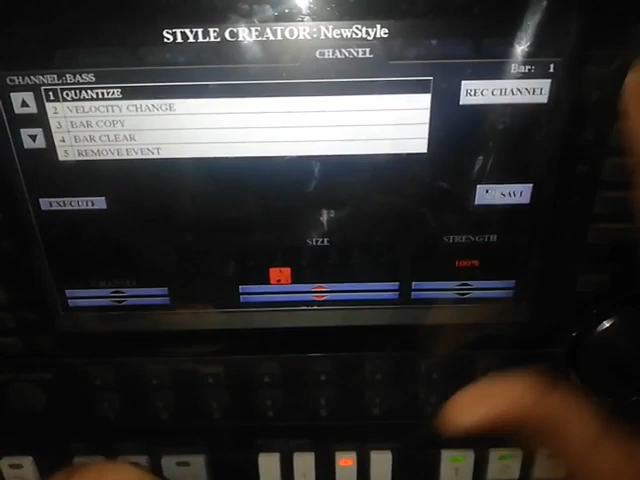 STYLE CREATOR:NewStyle
CHANNEL
CHANNEL:BASS
Bar: 1
1 QUANTIZE
2 VELOCITY CHANGE
3 BAR COPY
4 BAR CLEAR
5 REMOVE EVENT
REC CHANNEL
EXECUTE
SAVE
SIZE
STRENGTH
100%